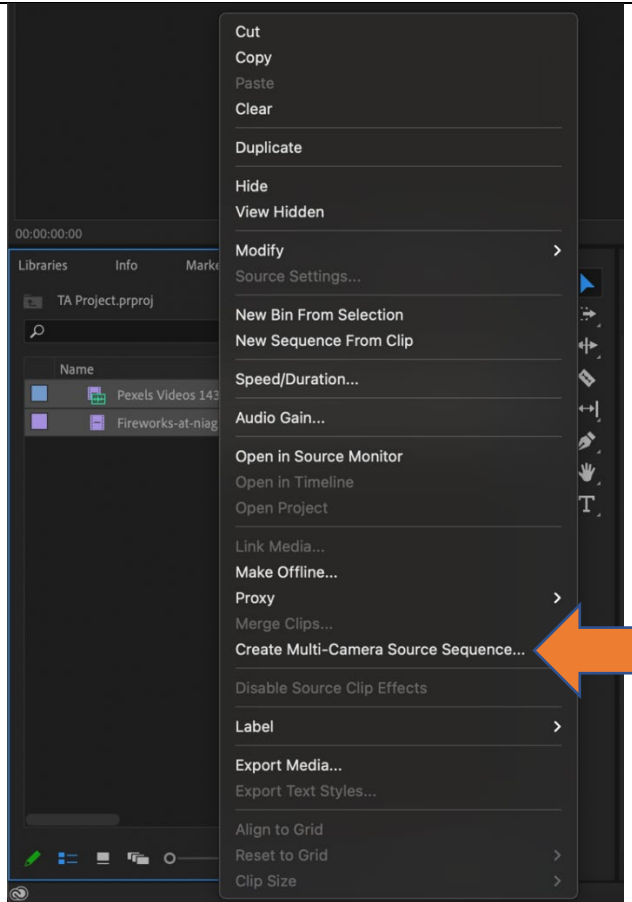 Cut
Copy
Paste
Clear
Duplicate
Hide
View Hidden
00:00:00:00
Modify
Libraries Info Marke
Source Settings...
TA Project.prproj
New Bin From Selection
New Sequence From Clip
Name
Speed/Duration...
Pexels Videos 143
Audio Gain...
Fireworks-at-niag
Open in Source Monitor
Open in Timeline
Open Project
T
Link Media...
Make Offline...
Proxy
Merge Clips...
Create Multi-Camera Source Sequence...
Disable Source Clip Effects
Label
Export Media...
Export Text Styles...
Align to Grid
Reset to Grid
Clip Size